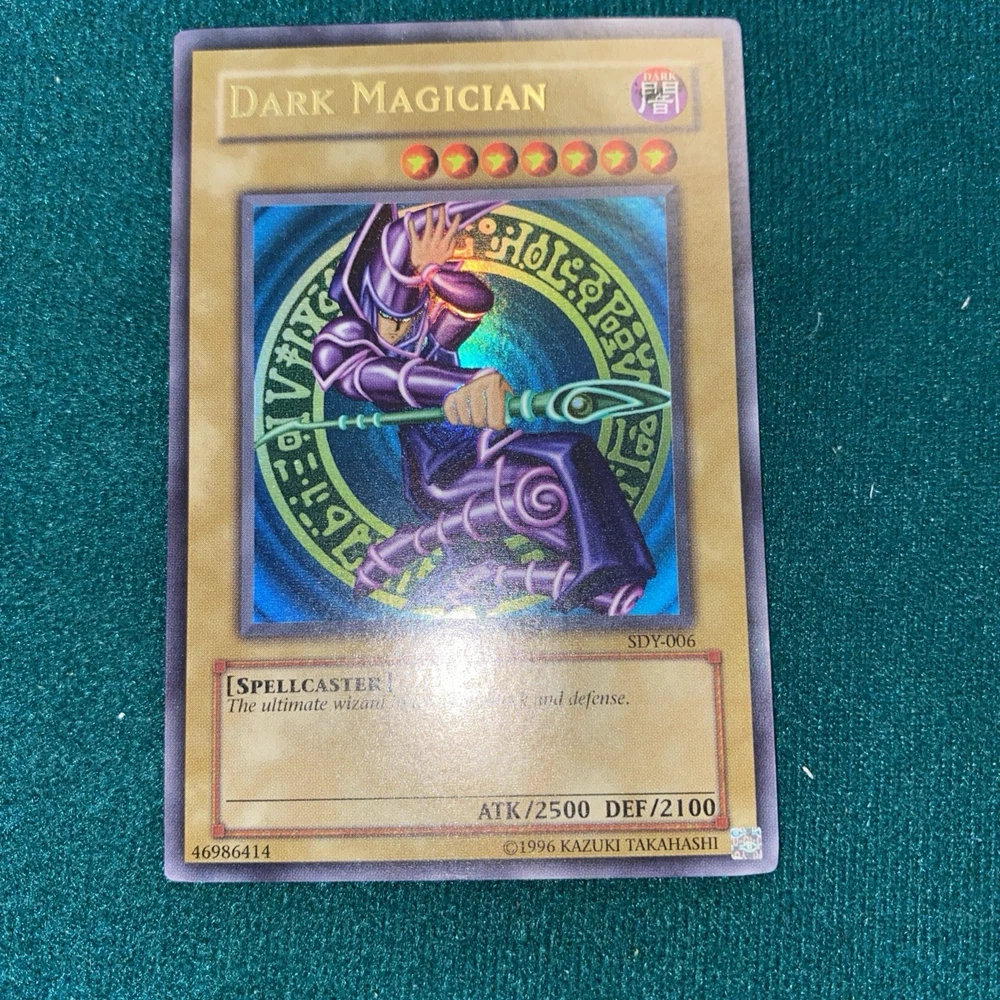 DARK MAGICIAN
DARK
闇
SDY-006
[SPELLCASTER]
The ultimate wizard and defense.
ATK/2500 DEF/2100
46986414
©1996 KAZUKI TAKAHASHI